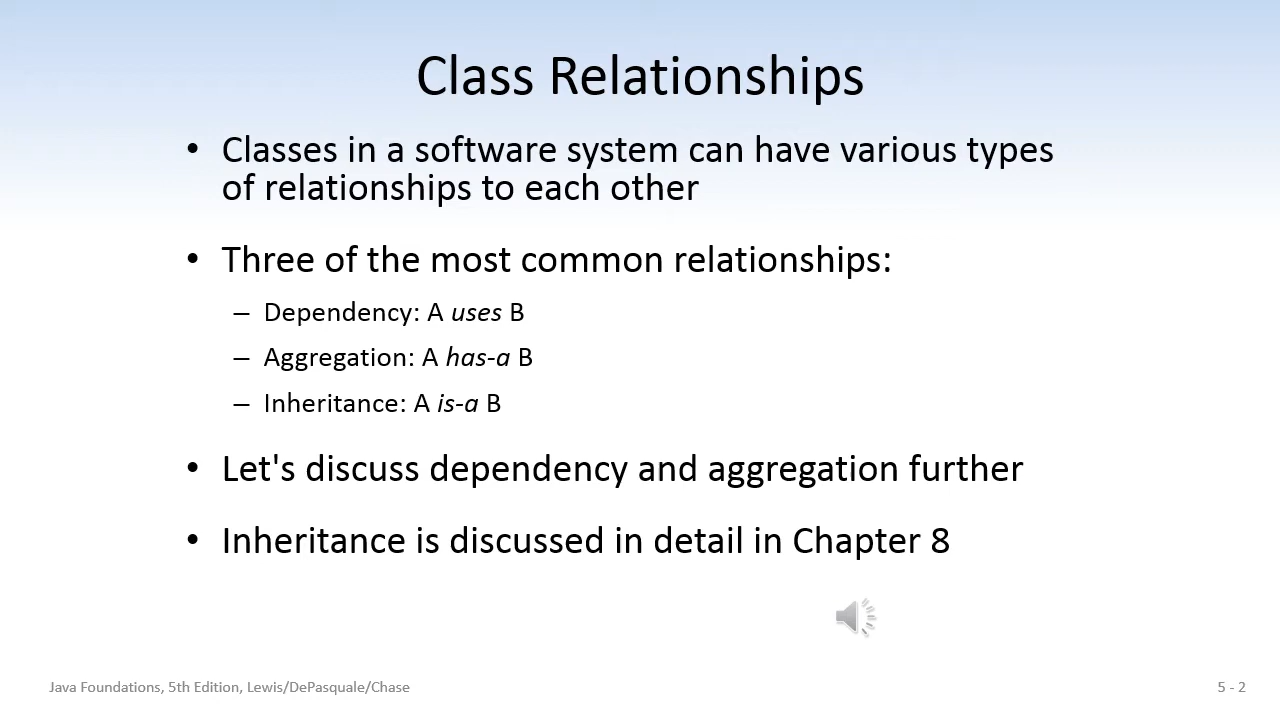 Class Relationships
• Classes in a software system can have various types
of relationships to each other
• Three of the most common relationships:
– Dependency: A uses B
– Aggregation: A has-a B
– Inheritance: A is-a B
• Let's discuss dependency and aggregation further
• Inheritance is discussed in detail in Chapter 8
Java Foundations, 5th Edition, Lewis/DePasquale/Chase
5 - 2